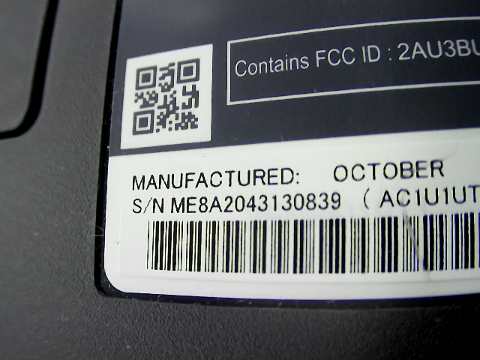 Contains FCC ID : 2AU3BU
MANUFACTURED: OCTOBER
S/N ME8A2043130839 ( AC1U1UT